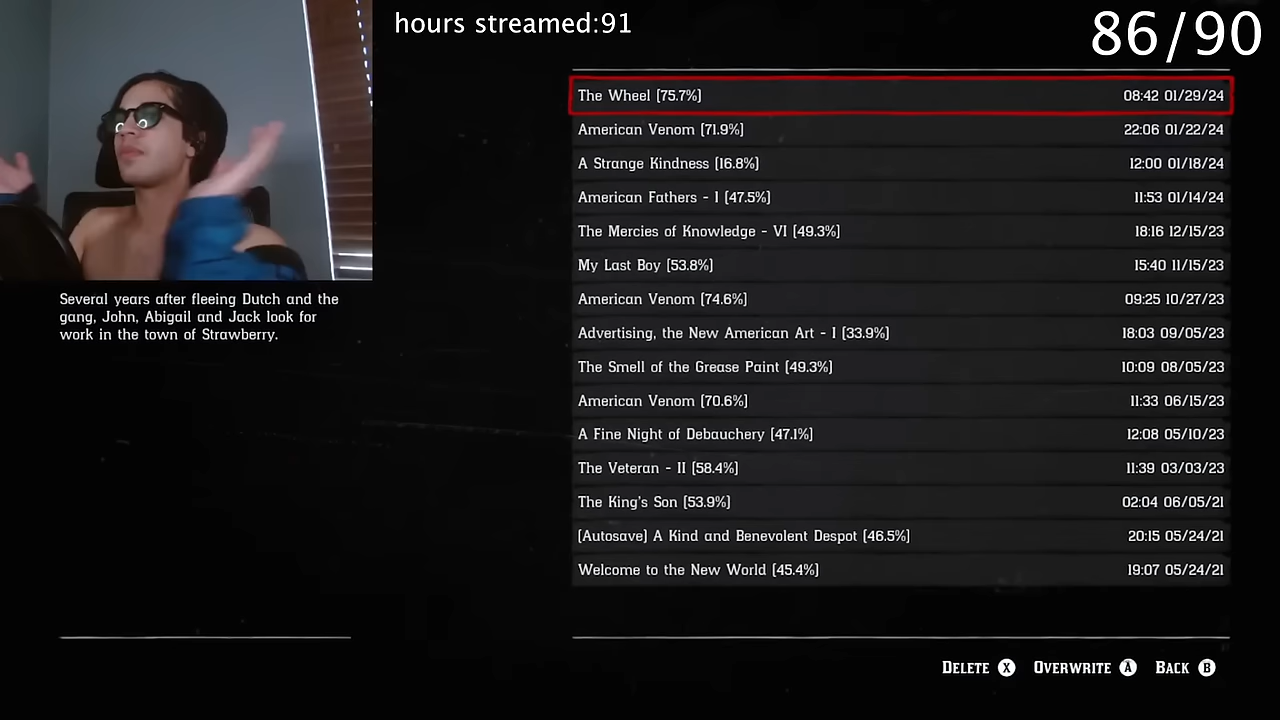 hours streamed:91
86/90
The Wheel [75.7%] 08:42 01/29/24
American Venom [71.9%] 22:06 01/22/24
A Strange Kindness [16.8%] 12:00 01/18/24
American Fathers - I [47.5%] 11:53 01/14/24
The Mercies of Knowledge - VI [49.3%] 18:16 12/15/23
My Last Boy [53.8%] 15:40 11/15/23
American Venom [74.6%] 09:25 10/27/23
Advertising, the New American Art - I [33.9%] 18:03 09/05/23
The Smell of the Grease Paint [49.3%] 10:09 08/05/23
American Venom [70.6%] 11:33 06/15/23
A Fine Night of Debauchery [47.1%] 12:08 05/10/23
The Veteran - II [58.4%] 11:39 03/03/23
The King's Son [53.9%] 02:04 06/05/21
[Autosave] A Kind and Benevolent Despot [46.5%] 20:15 05/24/21
Welcome to the New World [45.4%] 19:07 05/24/21
Several years after fleeing Dutch and the
gang, John, Abigail and Jack look for
work in the town of Strawberry.
DELETE X OVERWRITE A BACK B